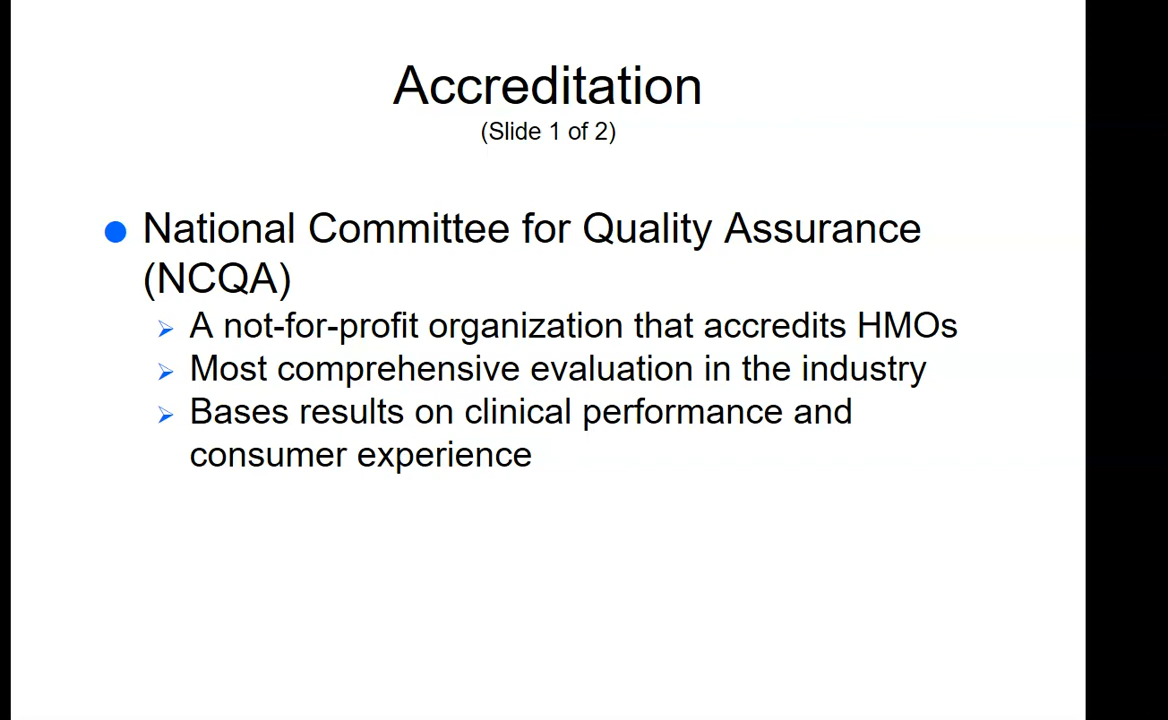 Accreditation
(Slide 1 of 2)
National Committee for Quality Assurance
(NCQA)
A not-for-profit organization that accredits HMOs
Most comprehensive evaluation in the industry
Bases results on clinical performance and
consumer experience